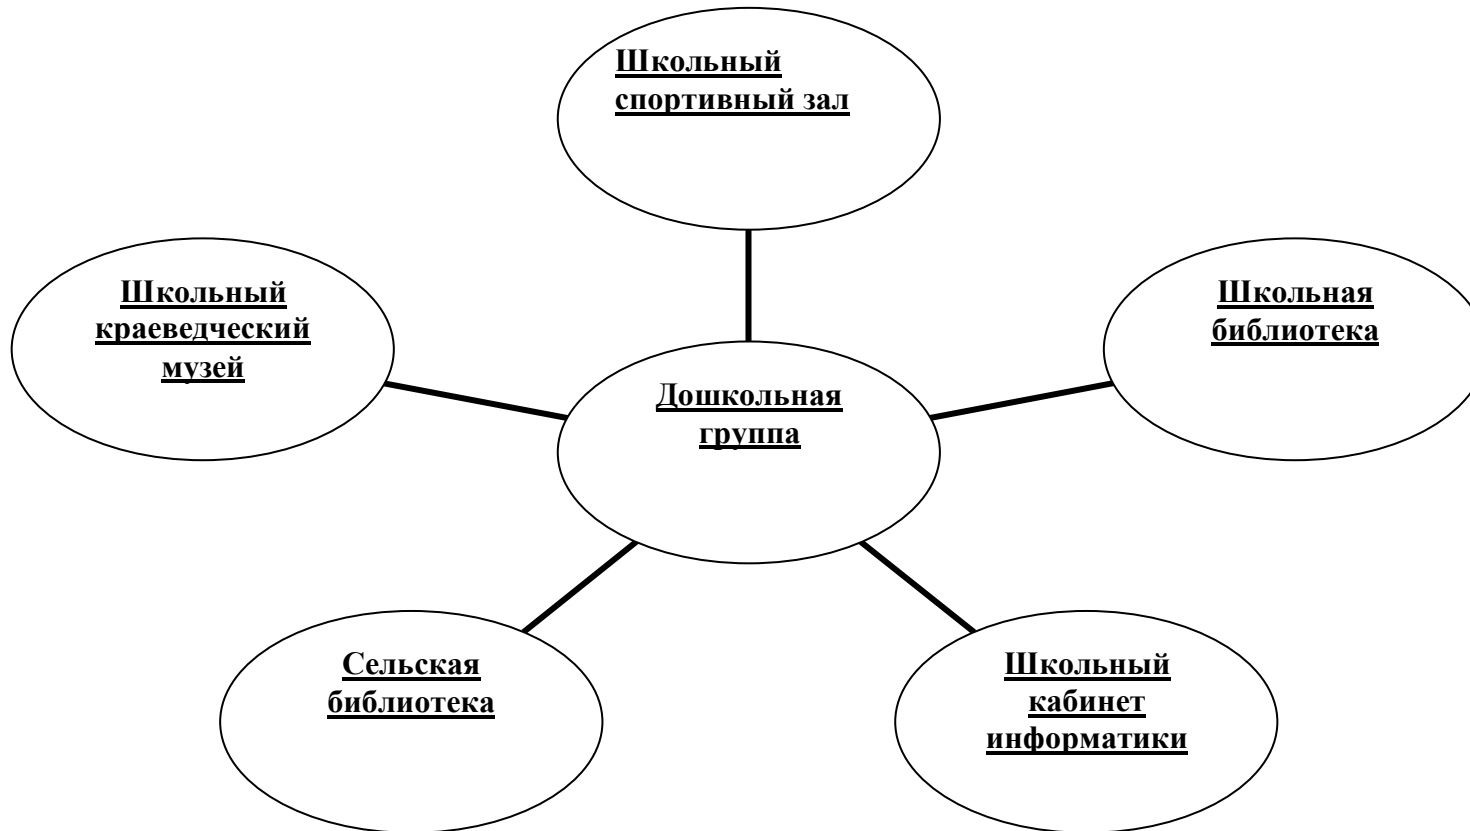 Школьный
спортивный зал
Школьный
краеведческий
музей
Школьная
библиотека
Дошкольная
группа
Сельская
библиотека
Школьный
кабинет
информатики